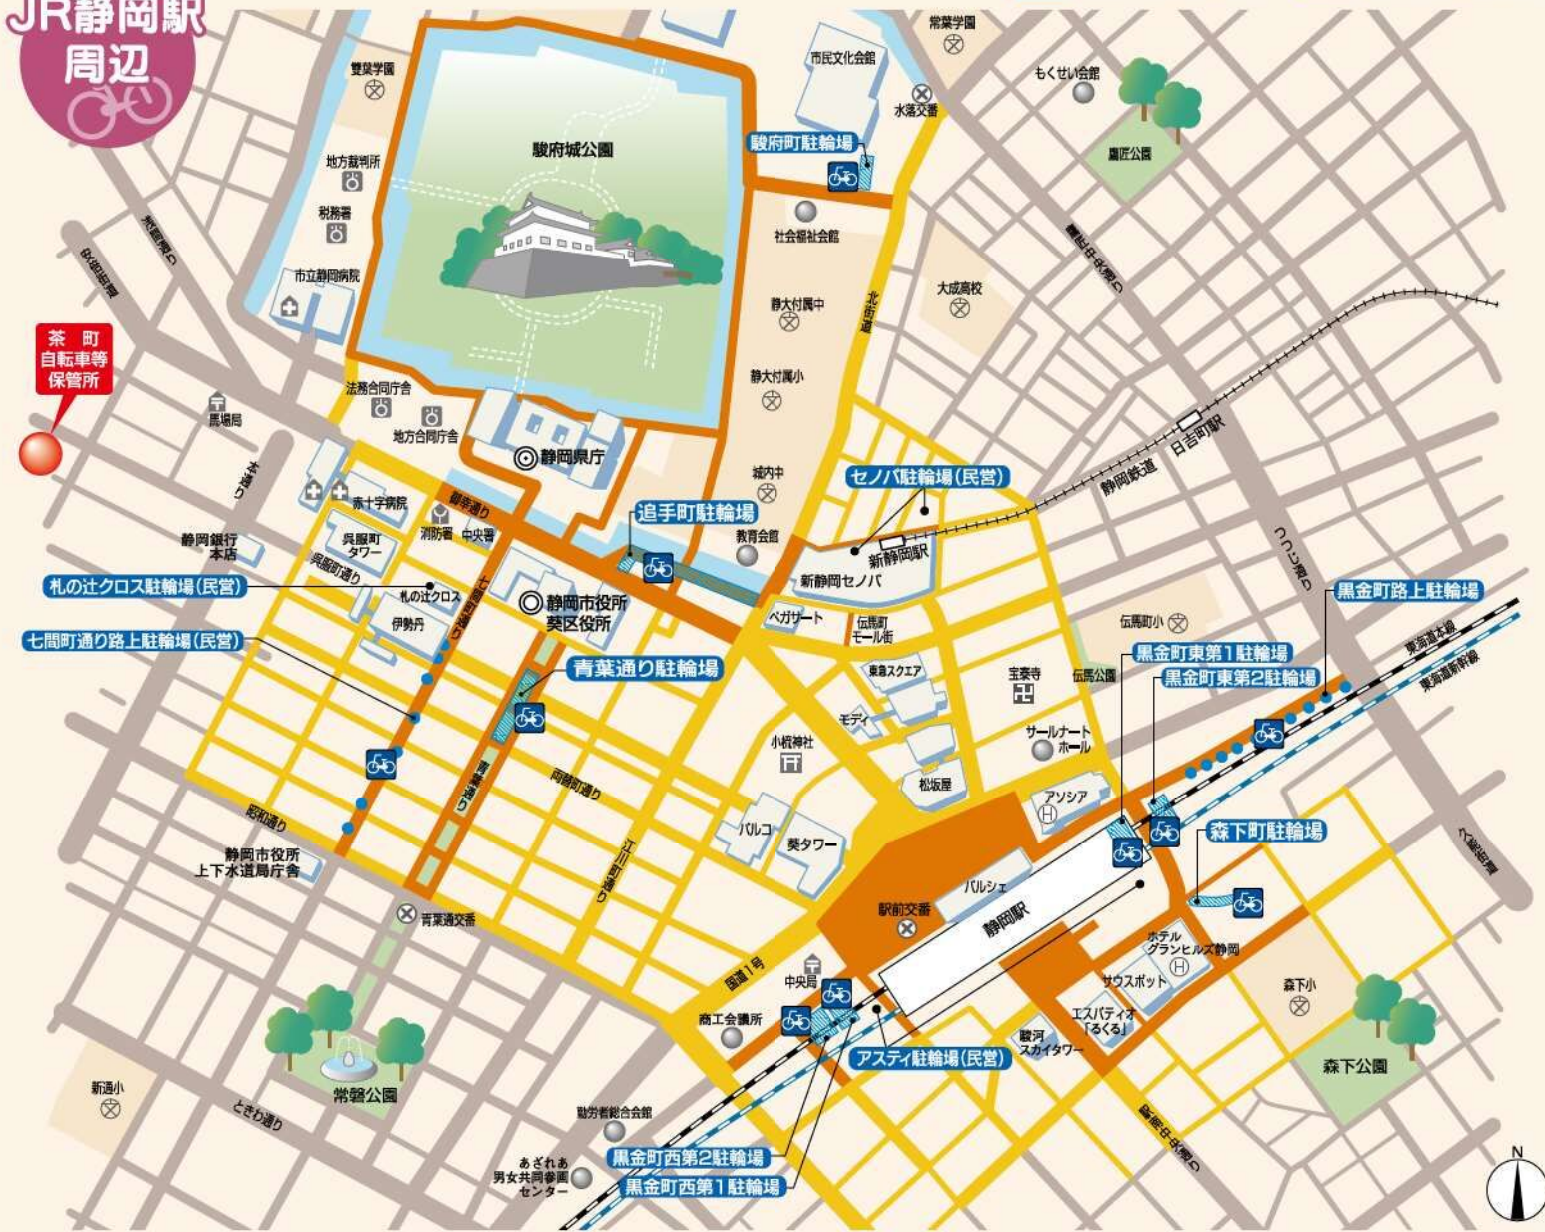 JR静岡駅
周辺
雙葉学園
地方裁判所
税務署
市立静岡病院
茶町
自転車等
保管所
馬場局
本通り
安倍街道
駿府城公園
市民文化会館
常葉学園
水落交番
もくせい会館
鷹匠公園
駿府町駐輪場
社会福祉会館
静大付属中
静大付属小
大成高校
北街道
法務合同庁舎
地方合同庁舎
静岡県庁
城内中
教育会館
追手町駐輪場
セノバ駐輪場(民営)
新静岡駅
新静岡セノバ
静岡鉄道
日吉町駅
つつじ通り
御幸通り
赤十字病院
消防署
中央署
呉服町
タワー
呉服町通り
静岡銀行
本店
札の辻クロス駐輪場(民営)
札の辻クロス
伊勢丹
七間町通り
静岡市役所
葵区役所
七間町通り路上駐輪場(民営)
青葉通り駐輪場
青葉通り
両替町通り
昭和通り
江川町通り
静岡市役所
上下水道局庁舎
青葉通交番
ペガサート
伝馬町
モール街
東急スクエア
モディ
宝泰寺
伝馬公園
伝馬町小
サールナート
ホール
小梳神社
松坂屋
パルコ
葵タワー
アソシア
黒金町路上駐輪場
黒金町東第1駐輪場
黒金町東第2駐輪場
東海道本線
東海道新幹線
森下町駐輪場
久能街道
駅前交番
パルシェ
静岡駅
国道1号
中央局
商工会議所
アスティ駐輪場(民営)
ホテル
グランヒルズ静岡
サウスポット
エスパティオ
「るくる」
駿河
スカイタワー
森下小
森下公園
常磐公園
新通小
ときわ通り
勤労者総合会館
あざれあ
男女共同参画
センター
黒金町西第2駐輪場
黒金町西第1駐輪場
N